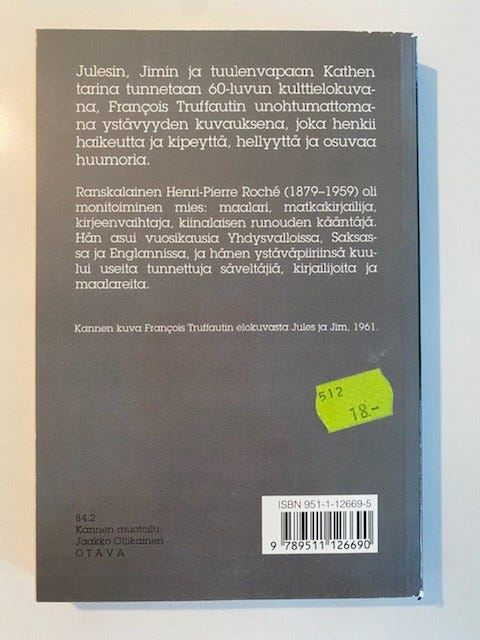 Julesin, Jimin ja tuulenvapaan Kathen
tarina tunnetaan 60-luvun kulttielokuva-
na, François Truffautin unohtumattoma-
na ystävyyden kuvauksena, joka henkii
haikeutta ja kipeyttä, hellyyttä ja osuvaa
huumoria.
Ranskalainen Henri-Pierre Roché (1879–1959) oli
monitoiminen mies: maalari, matkakirjailija,
kirjeenvaihtaja, kiinalaisen runouden kääntäjä.
Hän asui vuosikausia Yhdysvalloissa, Saksas-
sa ja Englannissa, ja hänen ystäväpiiriinsä kuu-
lui useita tunnettuja säveltäjiä, kirjailijoita ja
maalareita.
Kannen kuva François Truffautin elokuvasta Jules ja Jim, 1961.
512
18.-
ISBN 951-1-12669-5
84.2
Kannen muotoilu:
Jaakko Ollikainen
OTAVA
9 789511 126690